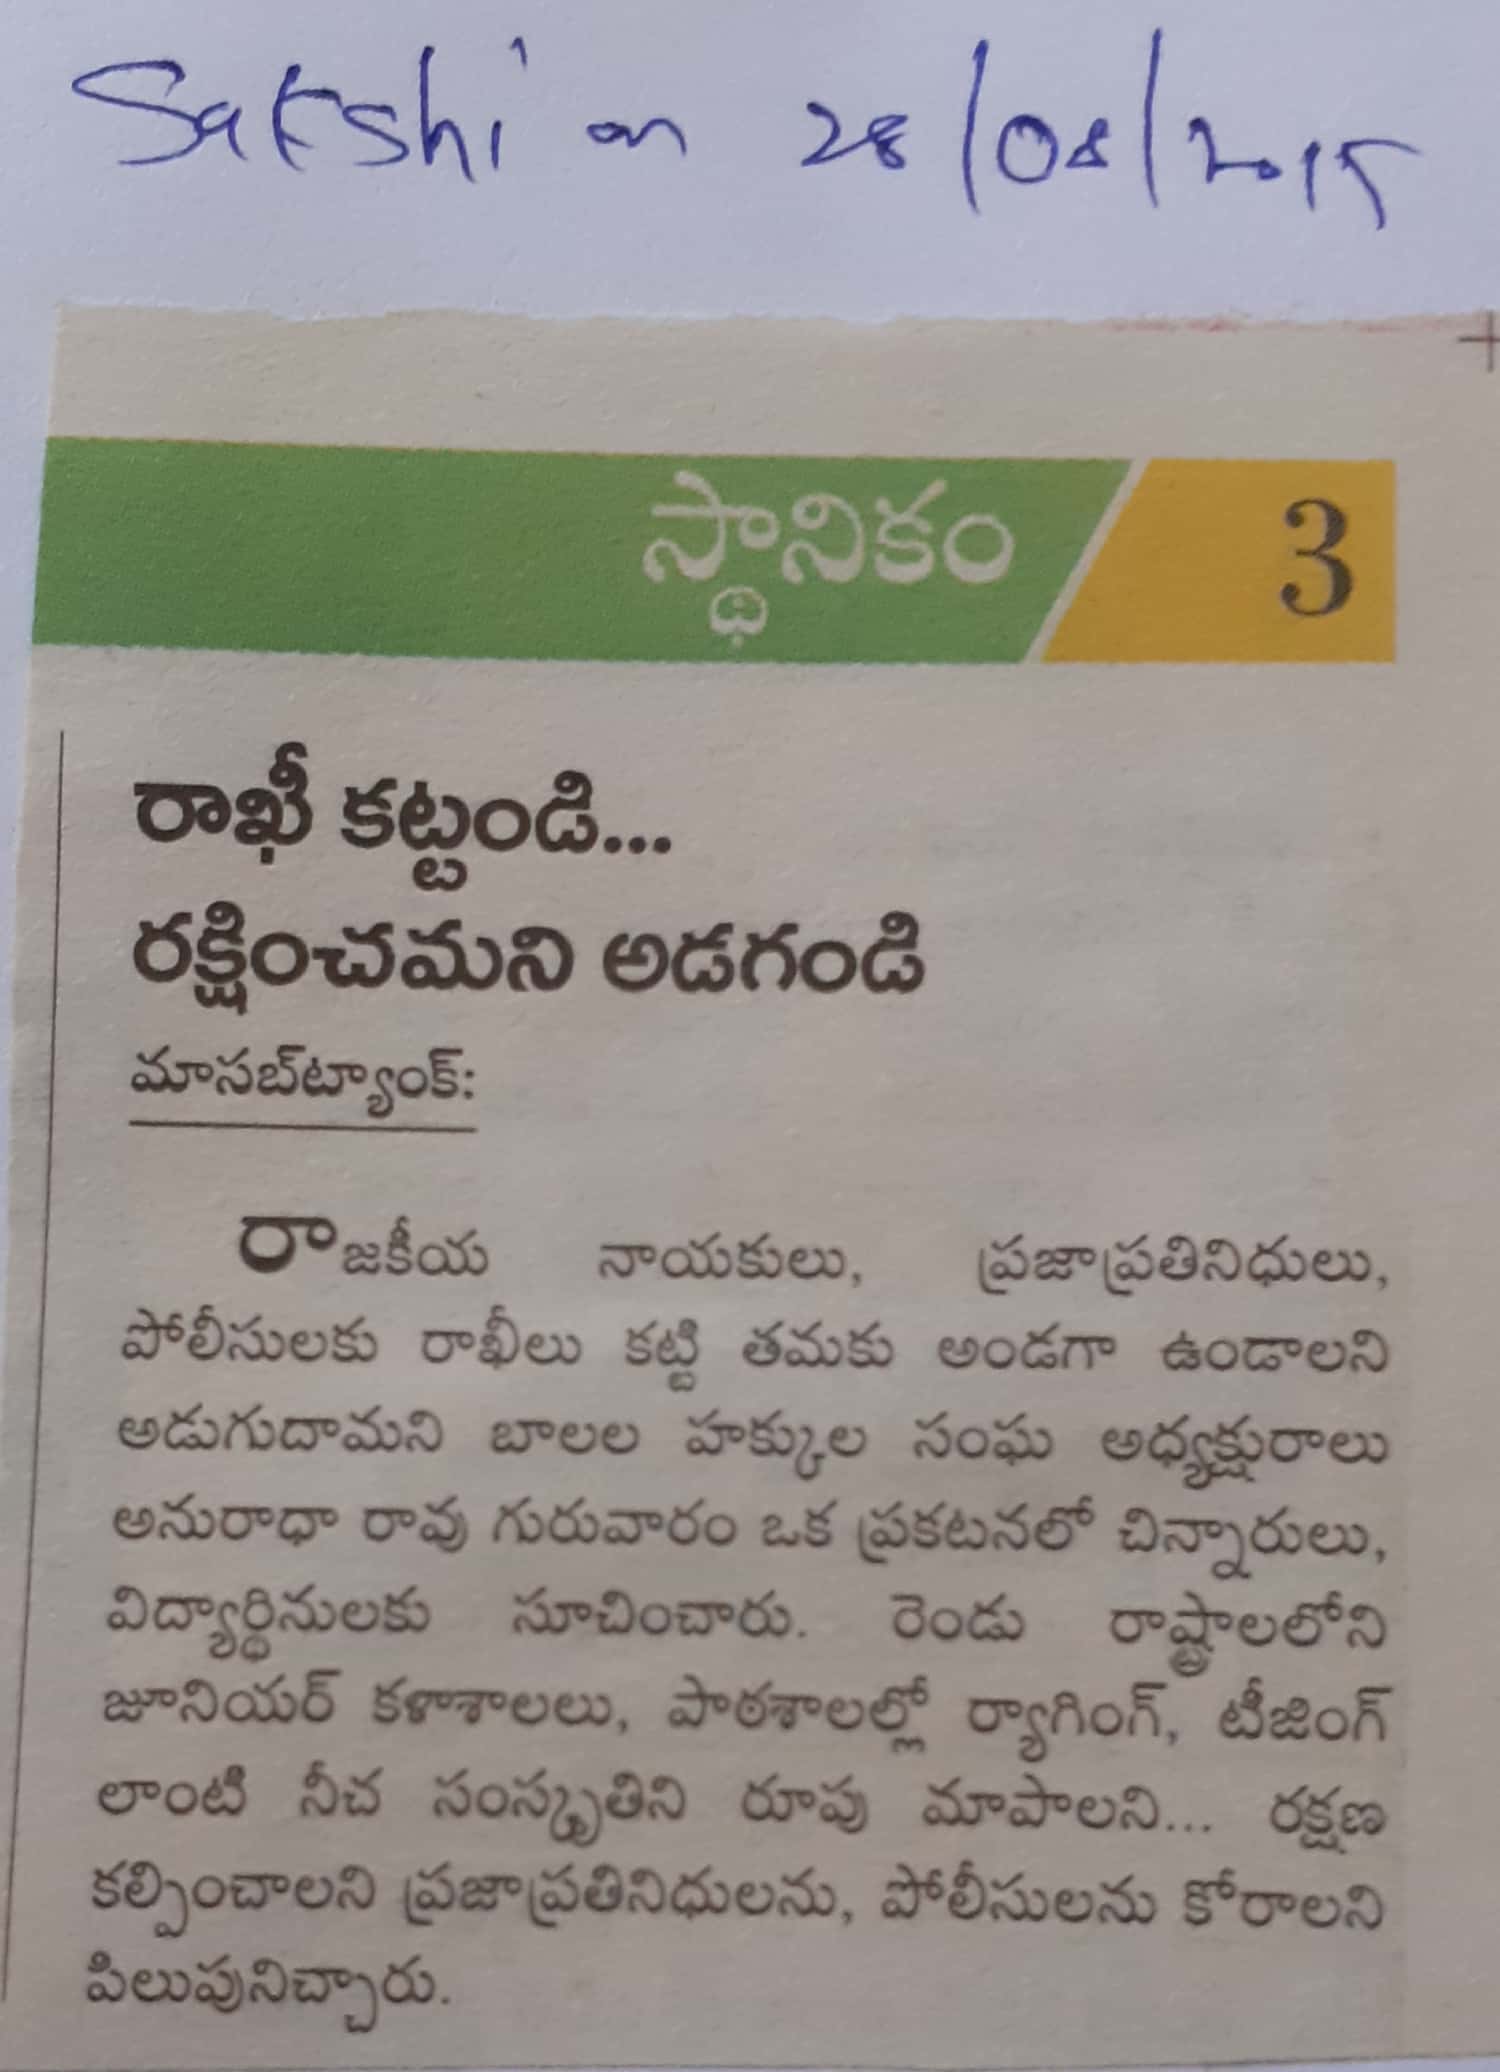 Sakshi on 28/08/2015
స్థానికం 3
రాఖీ కట్టండి...
రక్షించమని అడగండి
మాసబ్‌ట్యాంక్:
రాజకీయ నాయకులు, ప్రజాప్రతినిధులు,
పోలీసులకు రాఖీలు కట్టి తమకు అండగా ఉండాలని
అడుగుదామని బాలల హక్కుల సంఘ అధ్యక్షురాలు
అనురాధా రావు గురువారం ఒక ప్రకటనలో చిన్నారులు,
విద్యార్థినులకు సూచించారు. రెండు రాష్ట్రాలలోని
జూనియర్ కళాశాలలు, పాఠశాలల్లో ర్యాగింగ్, టీజింగ్
లాంటి నీచ సంస్కృతిని రూపు మాపాలని... రక్షణ
కల్పించాలని ప్రజాప్రతినిధులను, పోలీసులను కోరాలని
పిలుపునిచ్చారు.